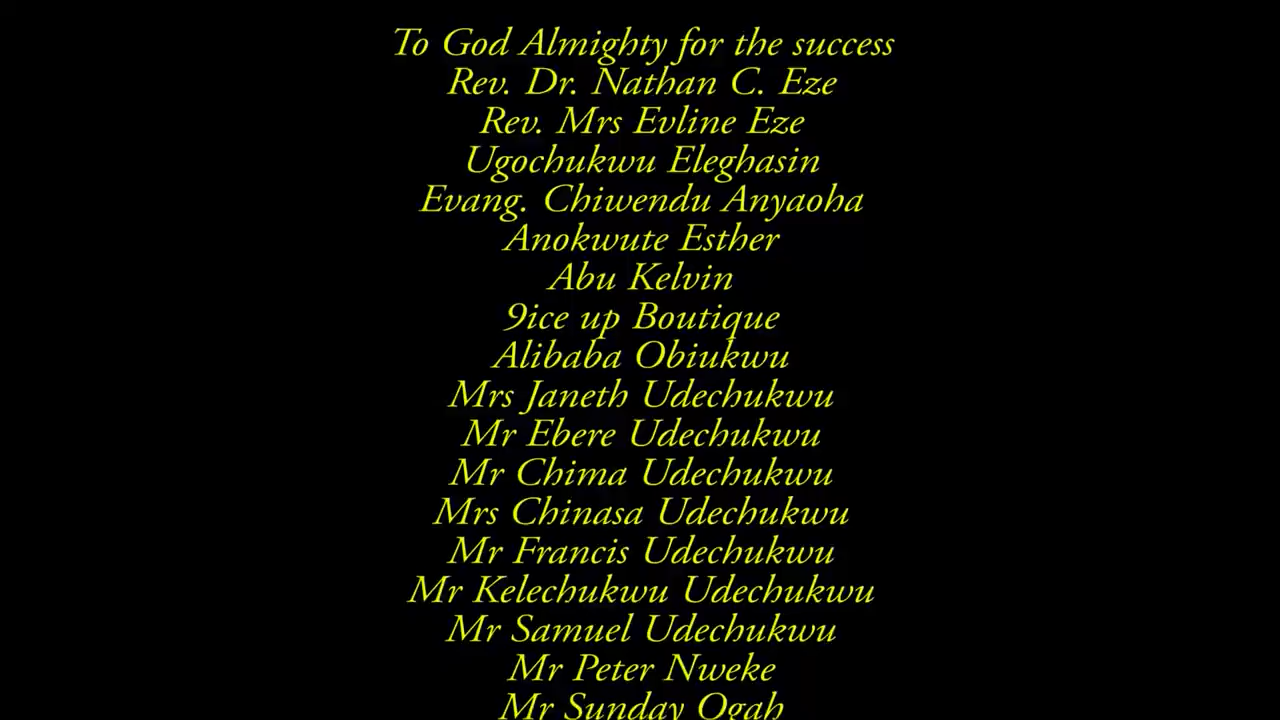 To God Almighty for the success
Rev. Dr. Nathan C. Eze
Rev. Mrs Evline Eze
Ugochukwu Eleghasin
Evang. Chiwendu Anyaoha
Anokwute Esther
Abu Kelvin
9ice up Boutique
Alibaba Obiukwu
Mrs Janeth Udechukwu
Mr Ebere Udechukwu
Mr Chima Udechukwu
Mrs Chinasa Udechukwu
Mr Francis Udechukwu
Mr Kelechukwu Udechukwu
Mr Samuel Udechukwu
Mr Peter Nweke
Mr Sunday Ogah